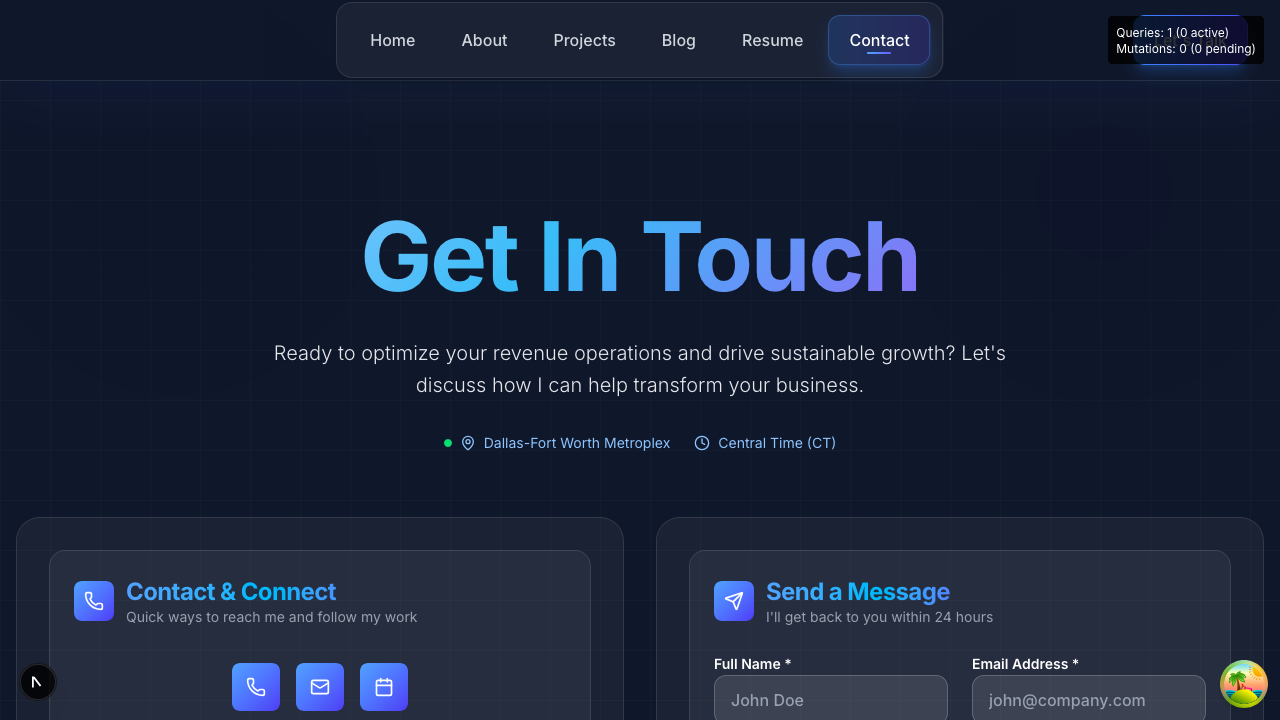 Home
About
Projects
Blog
Resume
Contact
Queries: 1 (0 active)
Mutations: 0 (0 pending)
Get In Touch
Ready to optimize your revenue operations and drive sustainable growth? Let's
discuss how I can help transform your business.
Dallas-Fort Worth Metroplex
Central Time (CT)
Contact & Connect
Quick ways to reach me and follow my work
Send a Message
I'll get back to you within 24 hours
Full Name *
John Doe
Email Address *
john@company.com